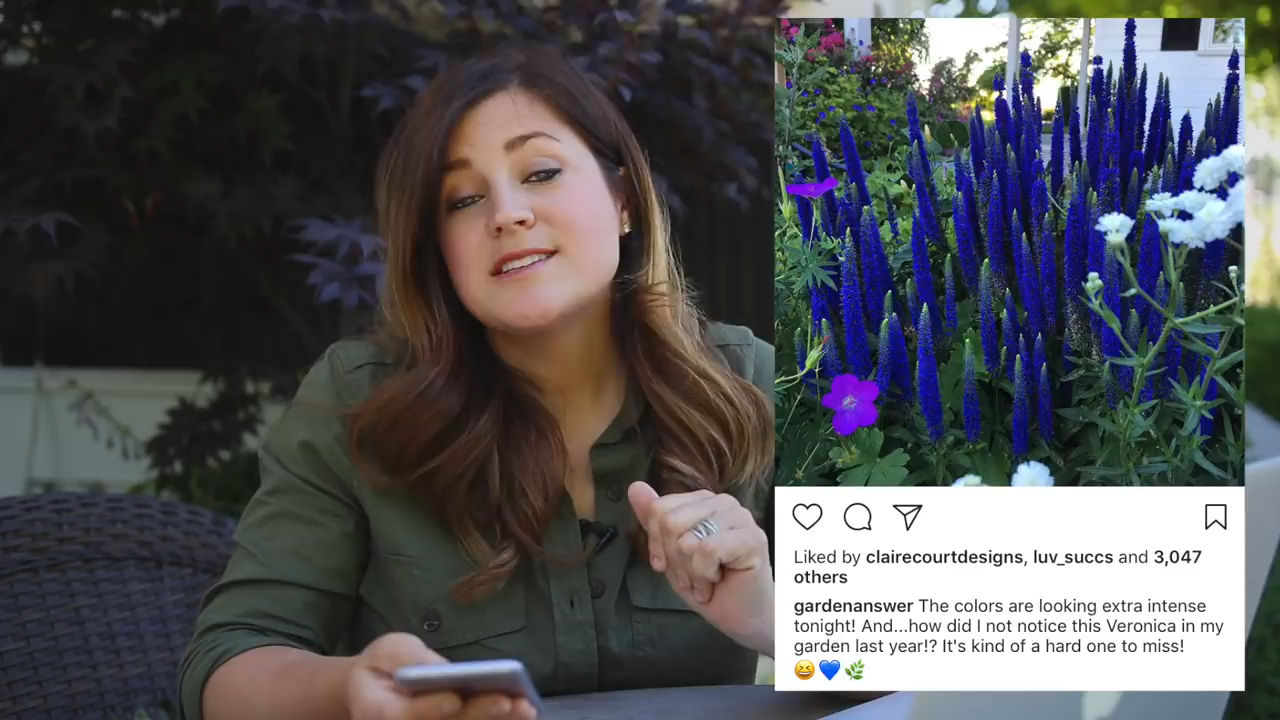 Liked by clairecourtdesigns, luv_succs and 3,047
others
gardenanswer The colors are looking extra intense
tonight! And...how did I not notice this Veronica in my
garden last year!? It's kind of a hard one to miss!
😆💙🌿